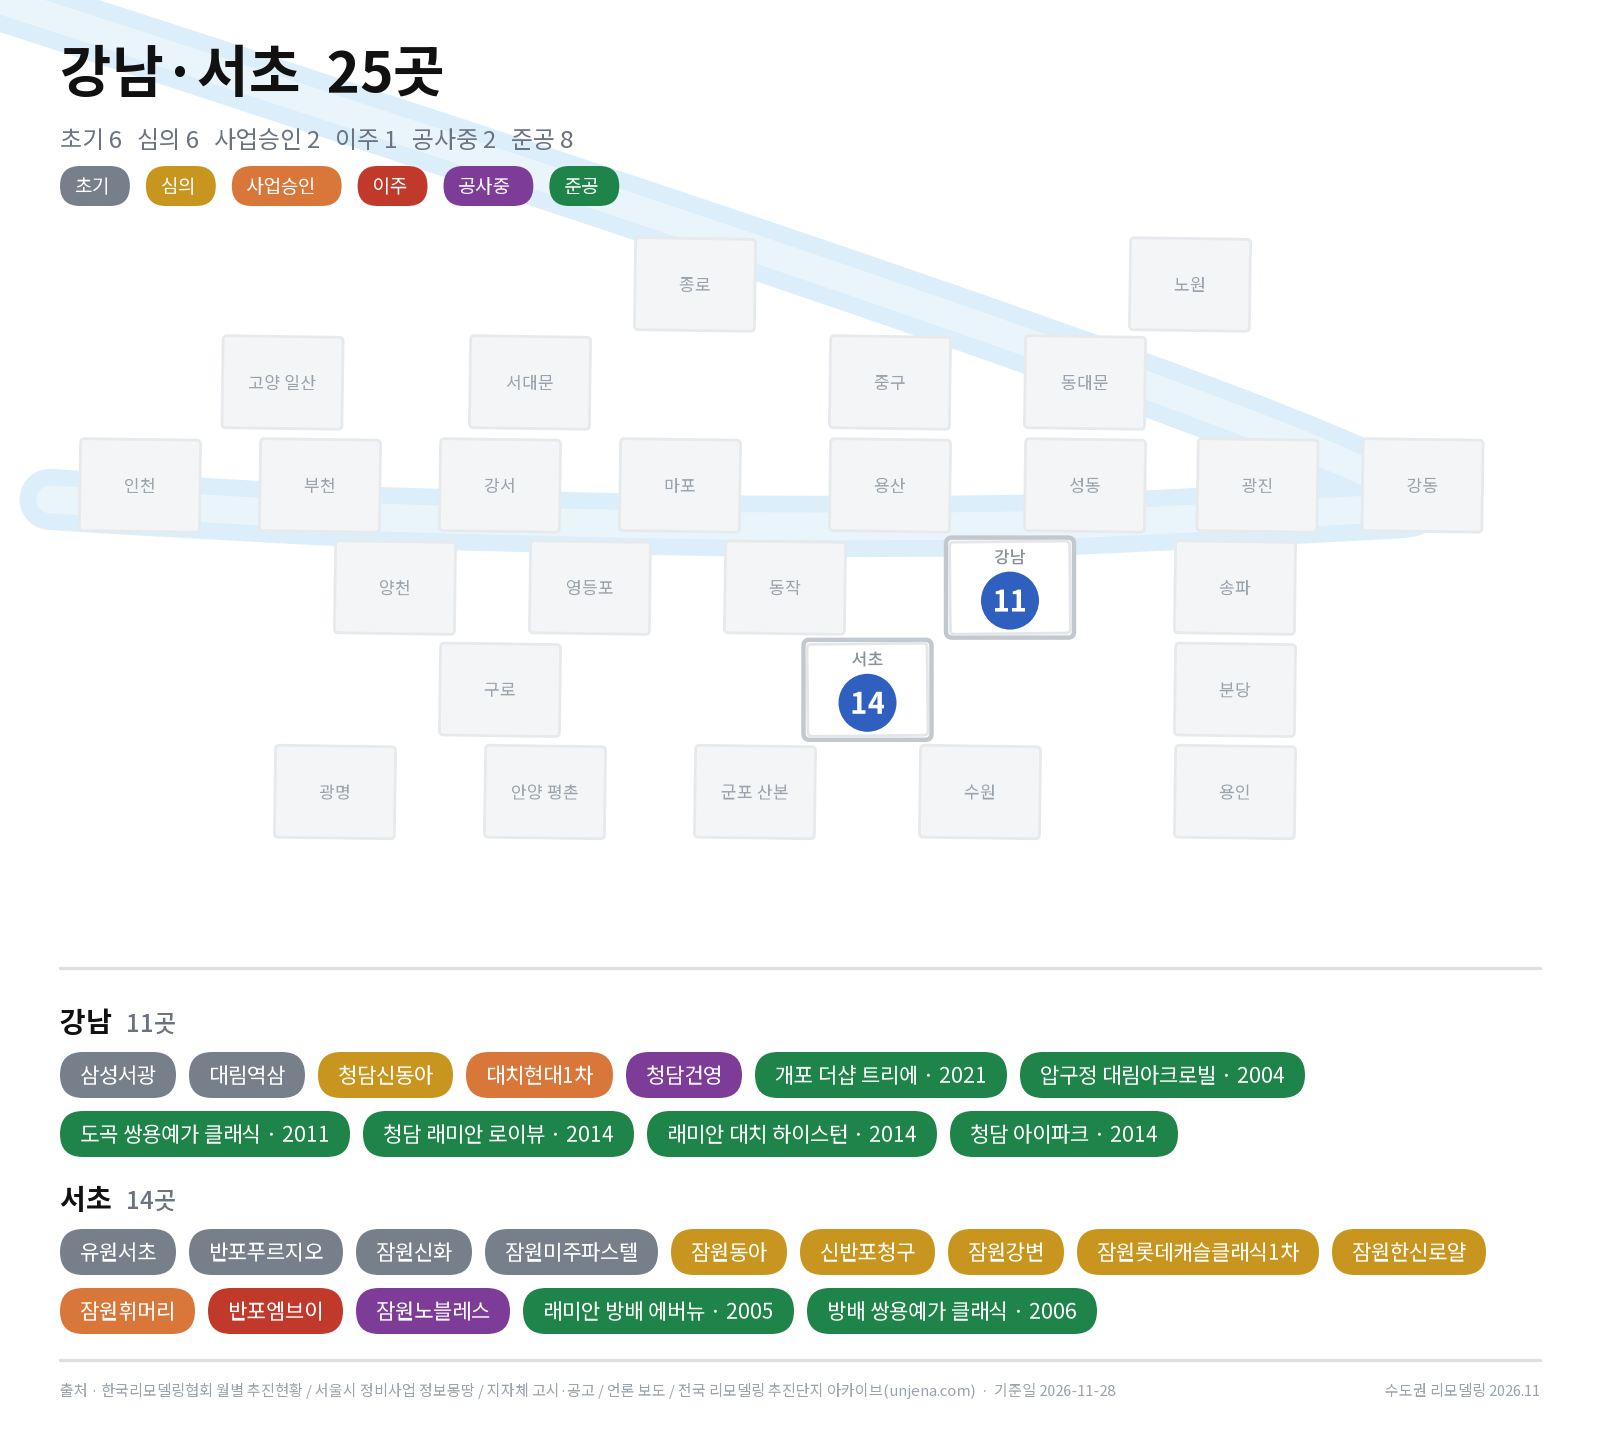 강남·서초 25곳
초기 6 심의 6 사업승인 2 이주 1 공사중 2 준공 8
초기 심의 사업승인 이주 공사중 준공
종로 노원
고양 일산 서대문 중구 동대문
인천 부천 강서 마포 용산 성동 광진 강동
강남
양천 영등포 동작 11 송파
서초
구로 14 분당
광명 안양 평촌 군포 산본 수원 용인
강남 11곳
삼성서광 대림역삼 청담신동아 대치현대1차 청담건영 개포 더샵 트리에 · 2021 압구정 대림아크로빌 · 2004
도곡 쌍용예가 클래식 · 2011 청담 래미안 로이뷰 · 2014 래미안 대치 하이스턴 · 2014 청담 아이파크 · 2014
서초 14곳
유원서초 반포푸르지오 잠원신화 잠원미주파스텔 잠원동아 신반포청구 잠원강변 잠원롯데캐슬클래식1차 잠원한신로얄
잠원훼머리 반포엠브이 잠원노블레스 래미안 방배 에버뉴 · 2005 방배 쌍용예가 클래식 · 2006
출처 · 한국리모델링협회 월별 추진현황 / 서울시 정비사업 정보몽땅 / 지자체 고시·공고 / 언론 보도 / 전국 리모델링 추진단지 아카이브(unjena.com) · 기준일 2026-11-28
수도권 리모델링 2026.11